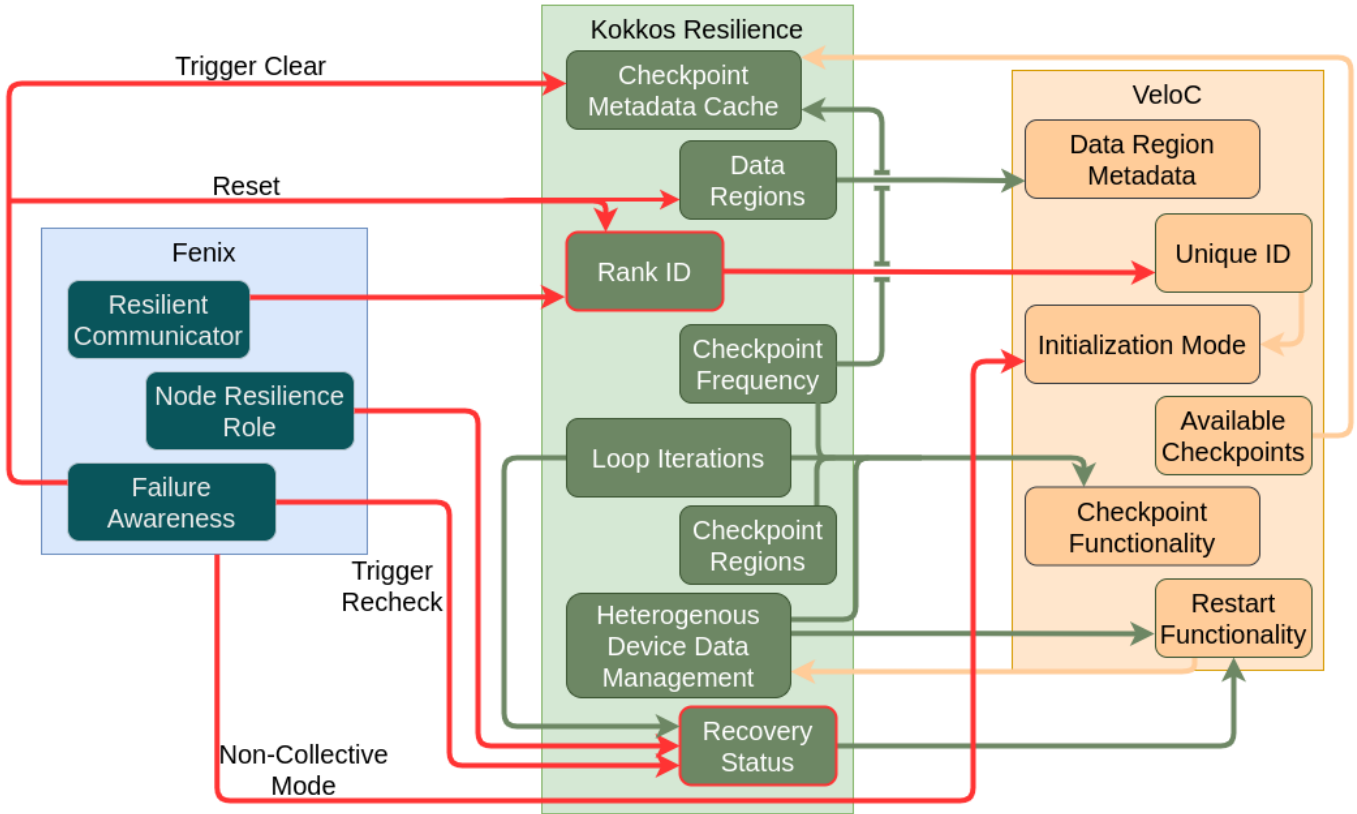 Kokkos Resilience
Trigger Clear
Checkpoint
Metadata Cache
VeloC
Data Region
Metadata
Data
Regions
Reset
Unique ID
Fenix
Rank ID
Resilient
Communicator
Initialization Mode
Checkpoint
Frequency
Node Resilience
Role
Available
Checkpoints
Loop Iterations
Failure
Awareness
Checkpoint
Functionality
Checkpoint
Regions
Trigger
Recheck
Heterogenous
Device Data
Management
Restart
Functionality
Recovery
Status
Non-Collective
Mode